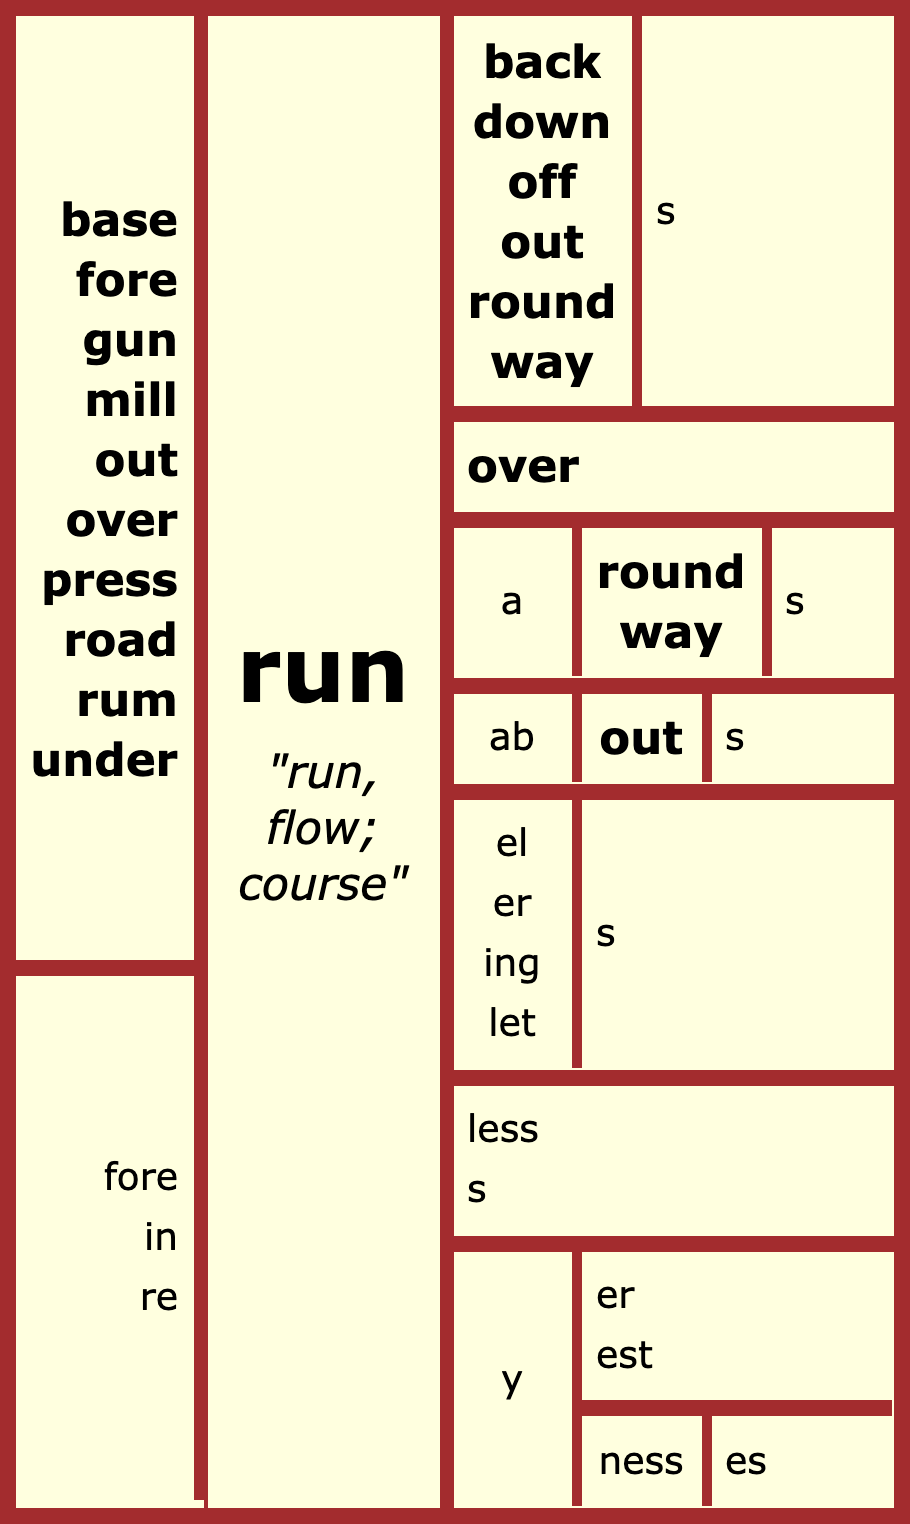 base
fore
gun
mill
out
over
press
road
rum
under
fore
in
re
run
"run,
flow;
course"
back
down
off
out
round
way
s
over
a
round
way
s
ab
out
s
el
er
ing
let
s
less
s
y
er
est
ness
es